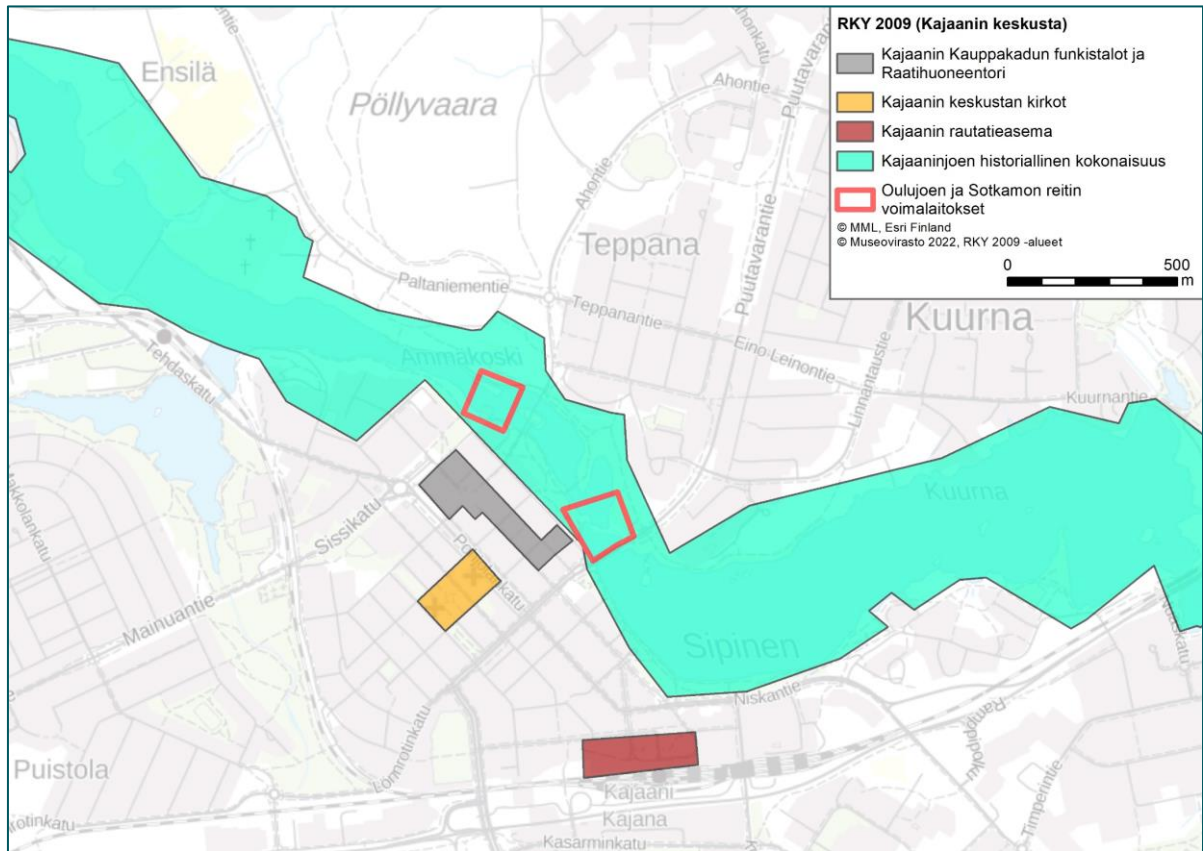 RKY 2009 (Kajaanin keskusta)
Kajaanin Kauppakadun funkistalot ja
Raatihuoneentori
Kajaanin keskustan kirkot
Kajaanin rautatieasema
Kajaaninjoen historiallinen kokonaisuus
Oulujoen ja Sotkamon reitin
voimalaitokset
© MML, Esri Finland
© Museovirasto 2022, RKY 2009 -alueet
0 500
m
Ensilä
Pöllyvaara
Ahontie
Puutavarantie
Ahontie
Teppana
Puutavarantie
Paltaniementie
Teppanantie
Kuurna
Eino Leinontie
Linnantaustie
Kuurnantie
Ämmäkoski
Tehdaskatu
Sissikatu
Mainuantie
Kuurna
Sipinen
Niskantie
Lönnrotinkatu
Puistola
Kajaani
Kajana
Kasarminkatu
Ramppipolku
Timperintie